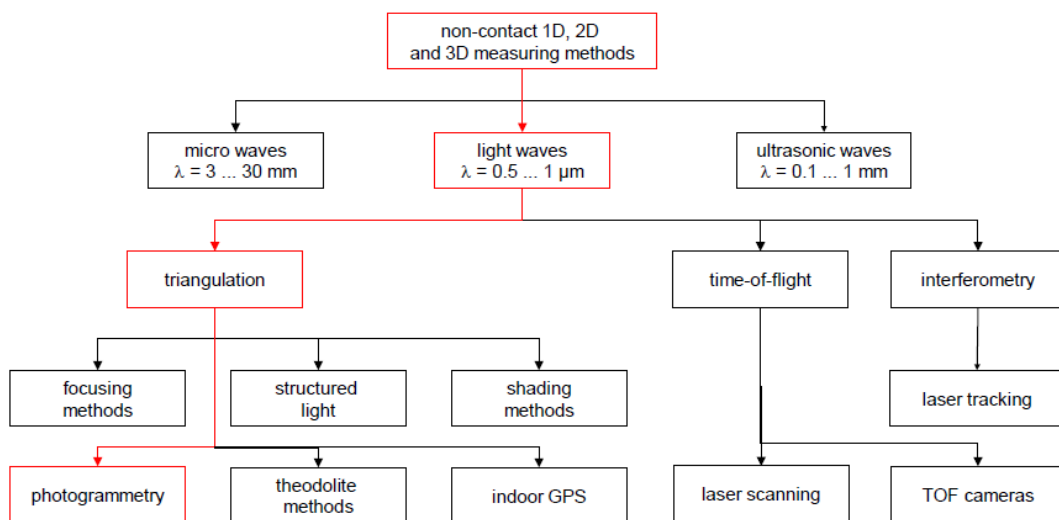 non-contact 1D, 2D
and 3D measuring methods
micro waves
λ = 3 ... 30 mm
light waves
λ = 0.5 ... 1 µm
ultrasonic waves
λ = 0.1 ... 1 mm
triangulation
time-of-flight
interferometry
focusing
methods
structured
light
shading
methods
laser tracking
photogrammetry
theodolite
methods
indoor GPS
laser scanning
TOF cameras